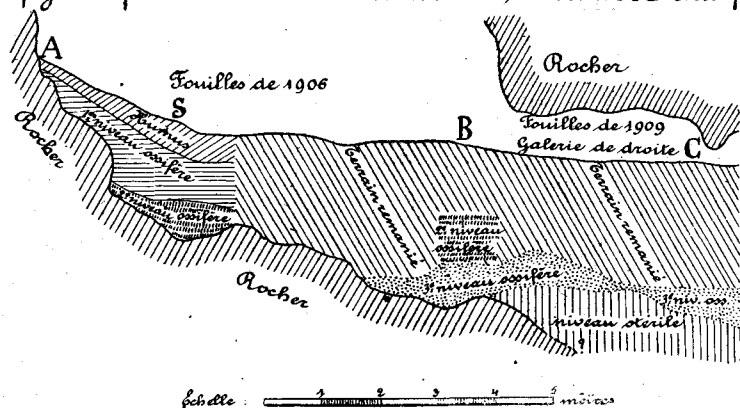 A
Fouilles de 1906
Rocher
S
Humus
1er niveau ossifère
Rocher
B
Fouilles de 1909
Galerie de droite C
Terrain remanié
Terrain remanié
niveau ossifère
2e niveau
ossifère
3e niveau ossifère
3e niv. oss.
Rocher
niveau stérile
?
Échelle : 1 2 3 4 5 mètres